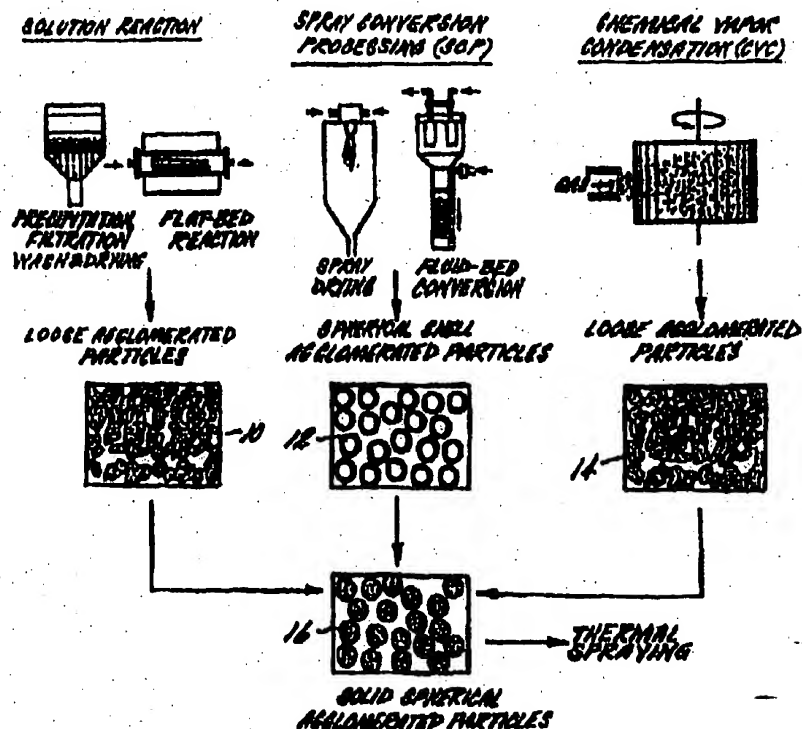 SOLUTION REACTION
SPRAY CONVERSION
PROCESSING (SCP)
CHEMICAL VAPOR
CONDENSATION (CVC)
GAS
PRECIPITATION,
FILTRATION
WASH & DRYING
FLAT-BED
REACTION
SPRAY
DRYING
FLUID-BED
CONVERSION
LOOSE AGGLOMERATED
PARTICLES
SPHERICAL SHELL
AGGLOMERATED PARTICLES
LOOSE AGGLOMERATED
PARTICLES
10
12
14
16
THERMAL
SPRAYING
SOLID SPHERICAL
AGGLOMERATED PARTICLES